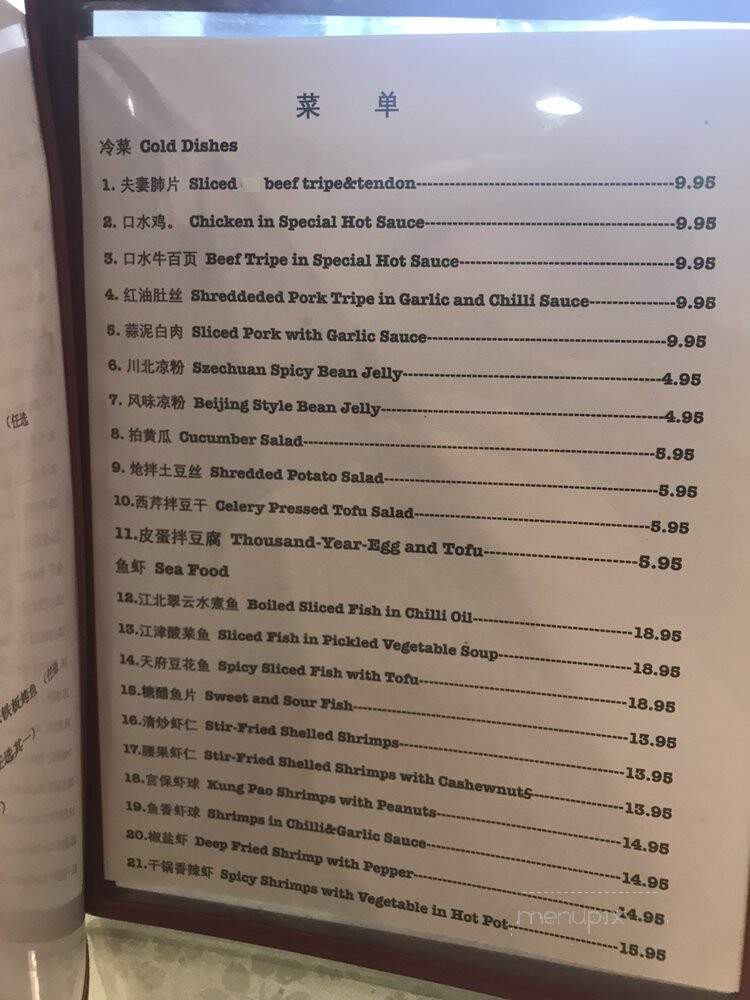 菜 单
冷菜 Cold Dishes
1. 夫妻肺片 Sliced beef tripe&tendon---9.95
2. 口水鸡。 Chicken in Special Hot Sauce---9.95
3. 口水牛百页 Beef Tripe in Special Hot Sauce---9.95
4. 红油肚丝 Shreddeded Pork Tripe in Garlic and Chilli Sauce---9.95
5. 蒜泥白肉 Sliced Pork with Garlic Sauce---9.95
6. 川北凉粉 Szechuan Spicy Bean Jelly---4.95
7. 风味凉粉 Beijing Style Bean Jelly---4.95
8. 拍黄瓜 Cucumber Salad---5.95
9. 炝拌土豆丝 Shredded Potato Salad---5.95
10.西芹拌豆干 Celery Pressed Tofu Salad---5.95
11.皮蛋拌豆腐 Thousand-Year-Egg and Tofu---5.95
鱼虾 Sea Food
12.江北翠云水煮鱼 Boiled Sliced Fish in Chilli Oil---18.95
13.江津酸菜鱼 Sliced Fish in Pickled Vegetable Soup---18.95
14.天府豆花鱼 Spicy Sliced Fish with Tofu---18.95
15.糖醋鱼片 Sweet and Sour Fish---13.95
16.清炒虾仁 Stir-Fried Shelled Shrimps---13.95
17.腰果虾仁 Stir-Fried Shelled Shrimps with Cashewnuts---13.95
18.宫保虾球 Kung Pao Shrimps with Peanuts---14.95
19.鱼香虾球 Shrimps in Chilli&Garlic Sauce---14.95
20.椒盐虾 Deep Fried Shrimp with Pepper---14.95
21.干锅香辣虾 Spicy Shrimps with Vegetable in Hot Pot---15.95
menupix
(任选
铁板烤鱼
任选其一)